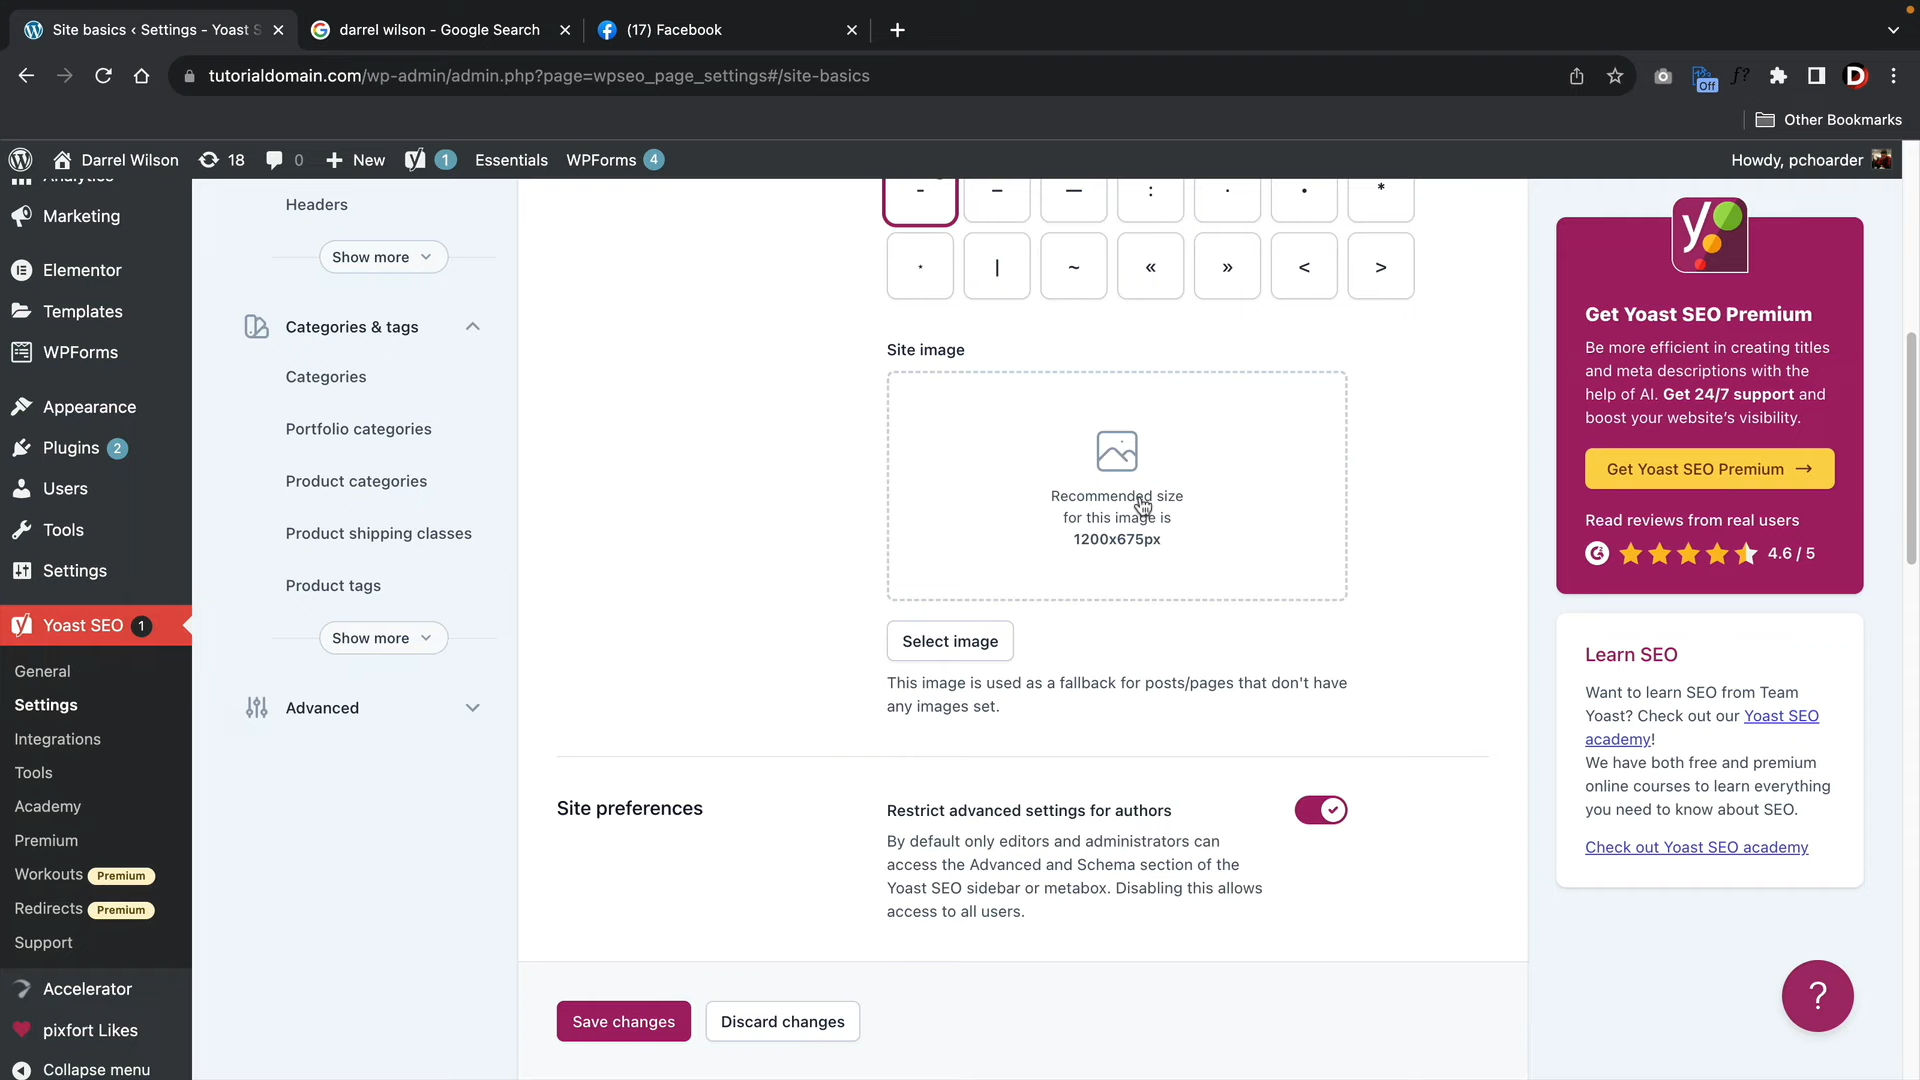 Site basics ‹ Settings - Yoast S
darrel wilson - Google Search
(17) Facebook
tutorialdomain.com/wp-admin/admin.php?page=wpseo_page_settings#/site-basics
f?
Off
D
Other Bookmarks
Darrel Wilson
18
0
New
1
Essentials
WPForms 4
Howdy, pchoarder
Analytics
Marketing
Elementor
Templates
WPForms
Appearance
Plugins 2
Users
Tools
Settings
Yoast SEO 1
General
Settings
Integrations
Tools
Academy
Premium
Workouts Premium
Redirects Premium
Support
Accelerator
pixfort Likes
Collapse menu
Headers
Show more
Categories & tags
Categories
Portfolio categories
Product categories
Product shipping classes
Product tags
Show more
Advanced
- – — : · • *
⋆ | ~ « » < >
Site image
Recommended size
for this image is
1200x675px
Select image
This image is used as a fallback for posts/pages that don't have
any images set.
Site preferences
Restrict advanced settings for authors
By default only editors and administrators can
access the Advanced and Schema section of the
Yoast SEO sidebar or metabox. Disabling this allows
access to all users.
Save changes
Discard changes
Get Yoast SEO Premium
Be more efficient in creating titles
and meta descriptions with the
help of AI. Get 24/7 support and
boost your website's visibility.
Get Yoast SEO Premium →
Read reviews from real users
4.6 / 5
Learn SEO
Want to learn SEO from Team
Yoast? Check out our Yoast SEO
academy!
We have both free and premium
online courses to learn everything
you need to know about SEO.
Check out Yoast SEO academy
?